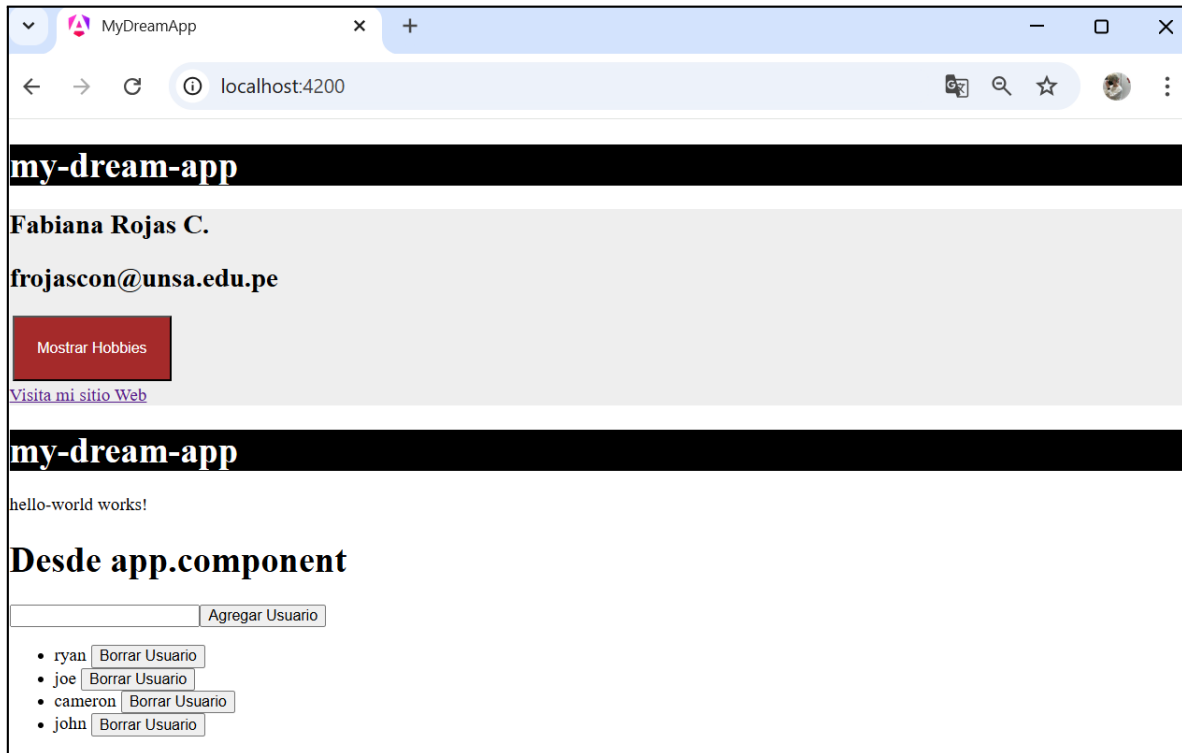 MyDreamApp
localhost:4200
my-dream-app
Fabiana Rojas C.
frojascon@unsa.edu.pe
Mostrar Hobbies
Visita mi sitio Web
my-dream-app
hello-world works!
Desde app.component
Agregar Usuario
ryan Borrar Usuario
joe Borrar Usuario
cameron Borrar Usuario
john Borrar Usuario